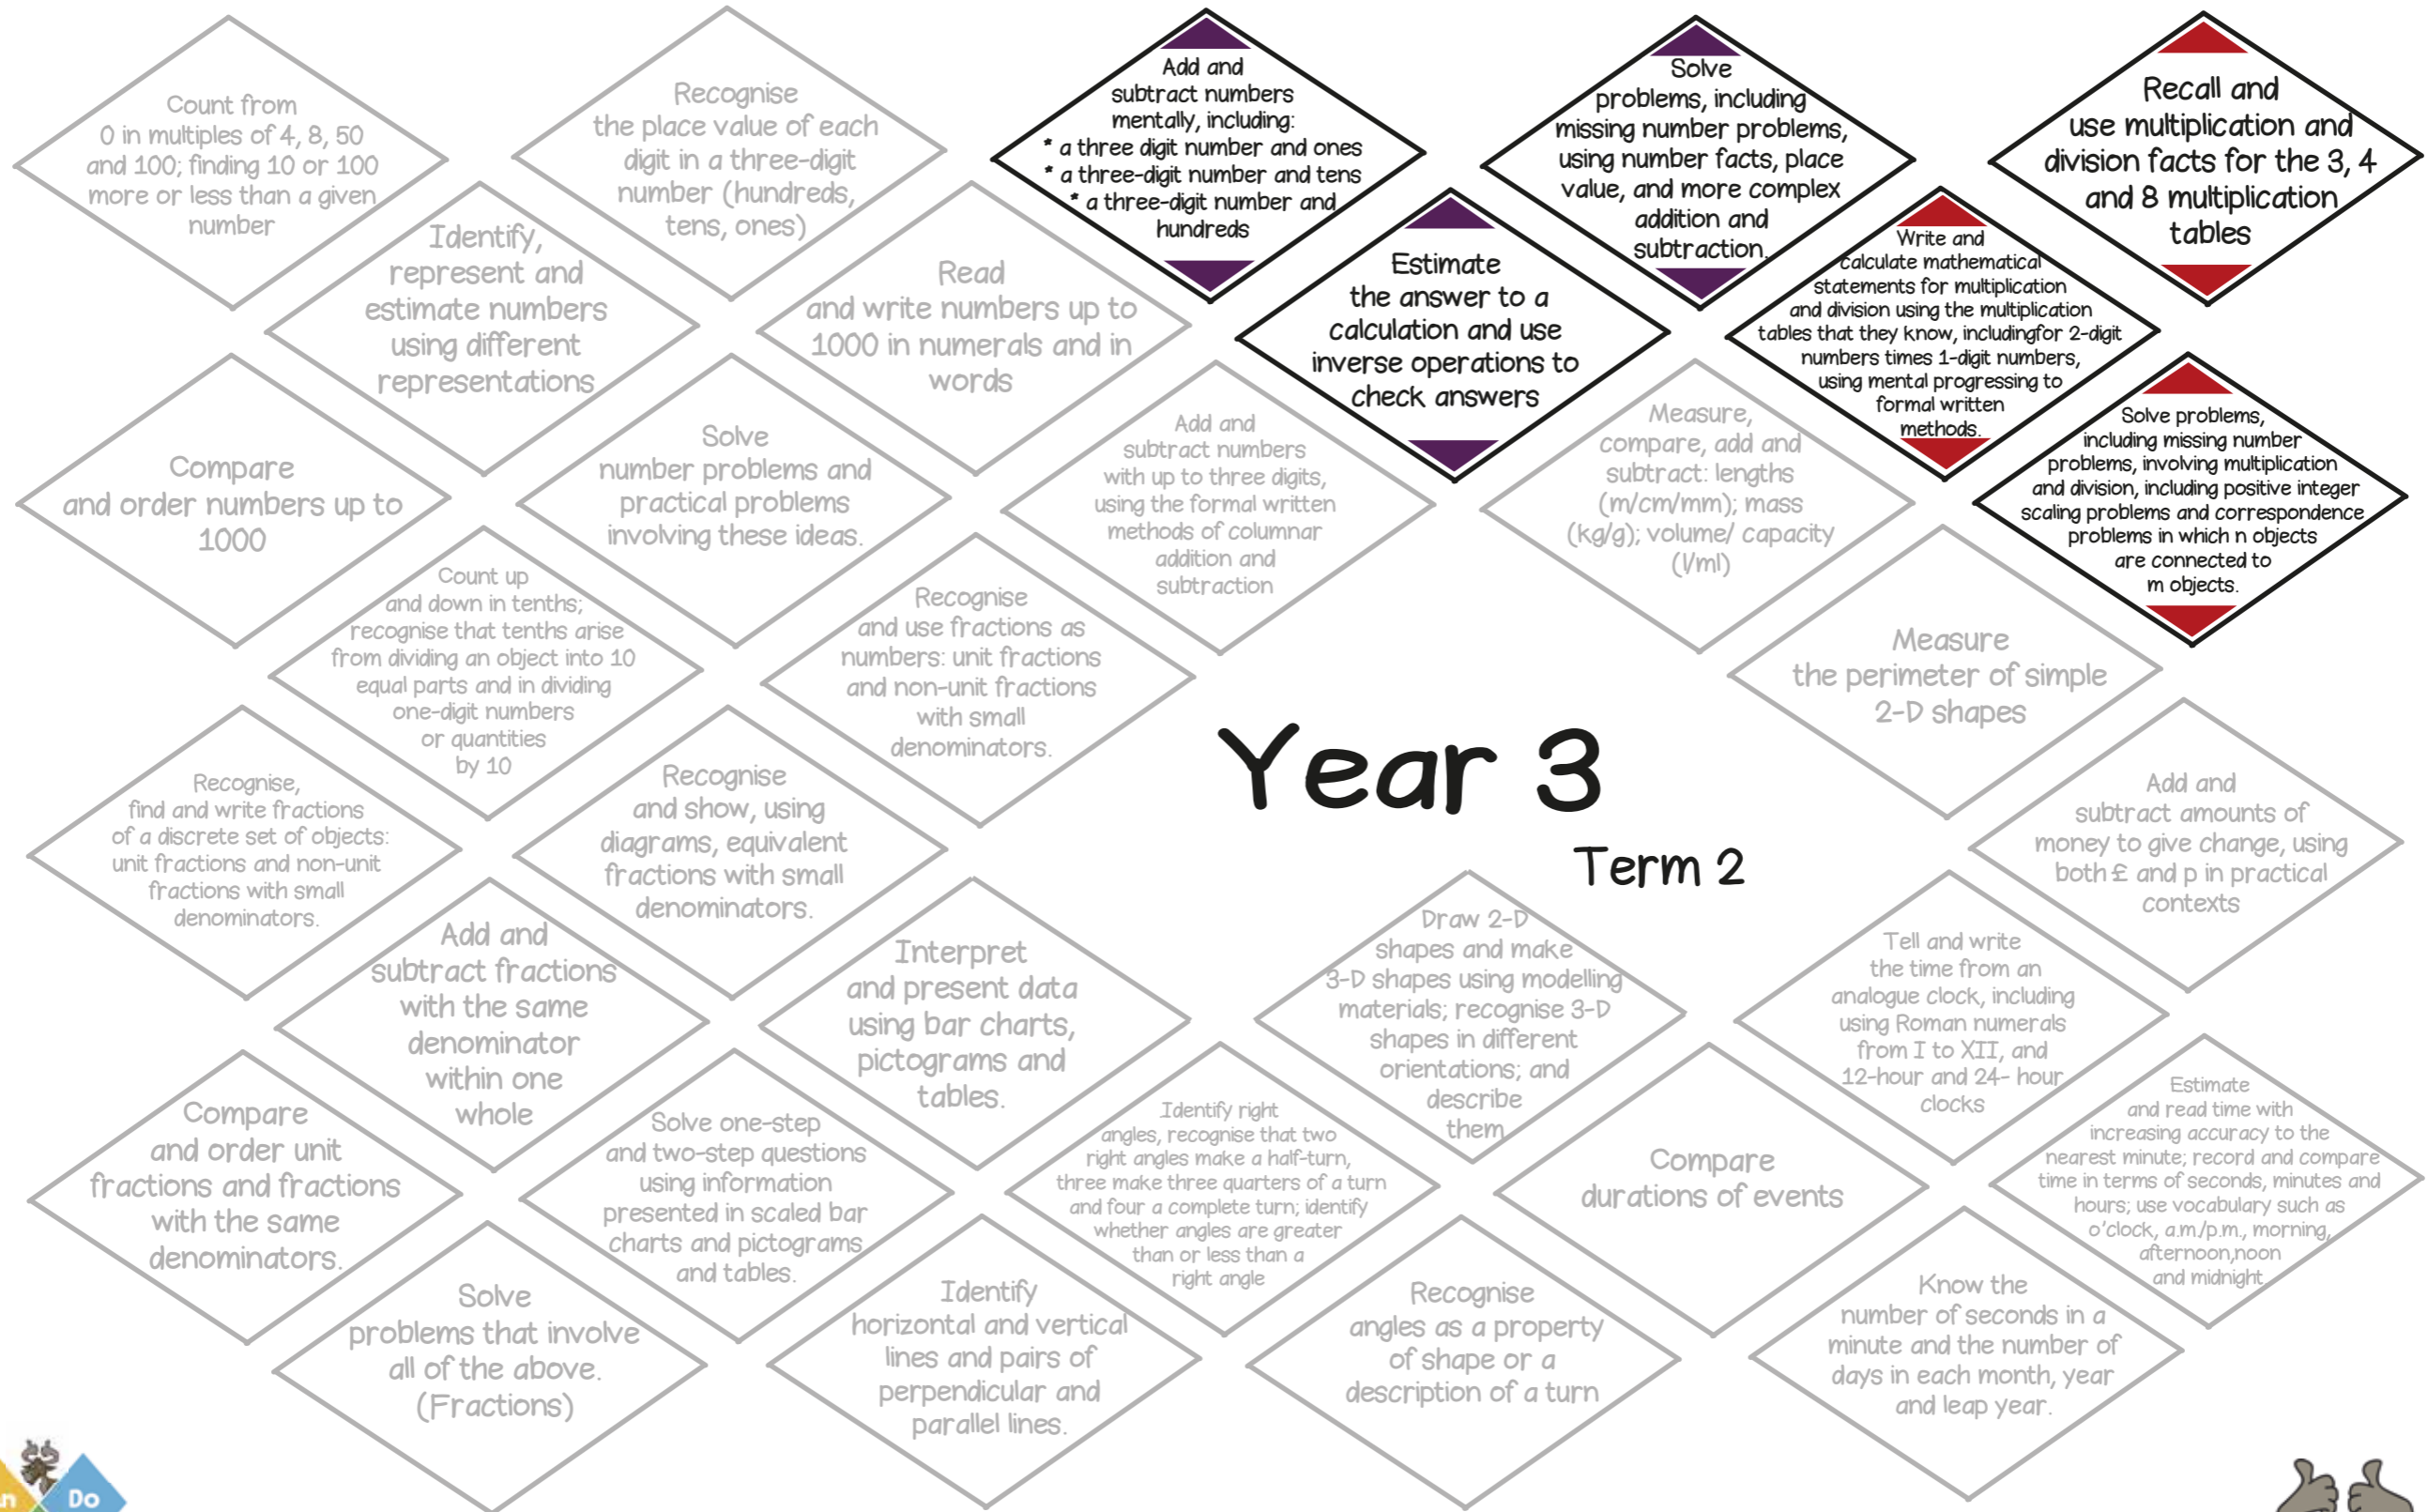 Count from
0 in multiples of 4, 8, 50
and 100; finding 10 or 100
more or less than a given
number
Recognise
the place value of each
digit in a three-digit
number (hundreds,
tens, ones)
Add and
subtract numbers
mentally, including:
* a three digit number and ones
* a three-digit number and tens
* a three-digit number and
hundreds
Solve
problems, including
missing number problems,
using number facts, place
value, and more complex
addition and
subtraction.
Recall and
use multiplication and
division facts for the 3, 4
and 8 multiplication
tables
Identify,
represent and
estimate numbers
using different
representations
Read
and write numbers up to
1000 in numerals and in
words
Estimate
the answer to a
calculation and use
inverse operations to
check answers
Write and
calculate mathematical
statements for multiplication
and division using the multiplication
tables that they know, includingfor 2-digit
numbers times 1-digit numbers,
using mental progressing to
formal written
methods.
Compare
and order numbers up to
1000
Solve
number problems and
practical problems
involving these ideas.
Add and
subtract numbers
with up to three digits,
using the formal written
methods of columnar
addition and
subtraction
Measure,
compare, add and
subtract: lengths
(m/cm/mm); mass
(kg/g); volume/ capacity
(l/ml)
Solve problems,
including missing number
problems, involving multiplication
and division, including positive integer
scaling problems and correspondence
problems in which n objects
are connected to
m objects.
Count up
and down in tenths;
recognise that tenths arise
from dividing an object into 10
equal parts and in dividing
one-digit numbers
or quantities
by 10
Recognise
and use fractions as
numbers: unit fractions
and non-unit fractions
with small
denominators.
Measure
the perimeter of simple
2-D shapes
Year 3
Term 2
Recognise,
find and write fractions
of a discrete set of objects:
unit fractions and non-unit
fractions with small
denominators.
Recognise
and show, using
diagrams, equivalent
fractions with small
denominators.
Add and
subtract amounts of
money to give change, using
both £ and p in practical
contexts
Add and
subtract fractions
with the same
denominator
within one
whole
Interpret
and present data
using bar charts,
pictograms and
tables.
Draw 2-D
shapes and make
3-D shapes using modelling
materials; recognise 3-D
shapes in different
orientations; and
describe
them
Tell and write
the time from an
analogue clock, including
using Roman numerals
from I to XII, and
12-hour and 24- hour
clocks
Compare
and order unit
fractions and fractions
with the same
denominators.
Solve one-step
and two-step questions
using information
presented in scaled bar
charts and pictograms
and tables.
Identify right
angles, recognise that two
right angles make a half-turn,
three make three quarters of a turn
and four a complete turn; identify
whether angles are greater
than or less than a
right angle
Compare
durations of events
Estimate
and read time with
increasing accuracy to the
nearest minute; record and compare
time in terms of seconds, minutes and
hours; use vocabulary such as
o'clock, a.m./p.m., morning,
afternoon,noon
and midnight
Solve
problems that involve
all of the above.
(Fractions)
Identify
horizontal and vertical
lines and pairs of
perpendicular and
parallel lines.
Recognise
angles as a property
of shape or a
description of a turn
Know the
number of seconds in a
minute and the number of
days in each month, year
and leap year.
Do